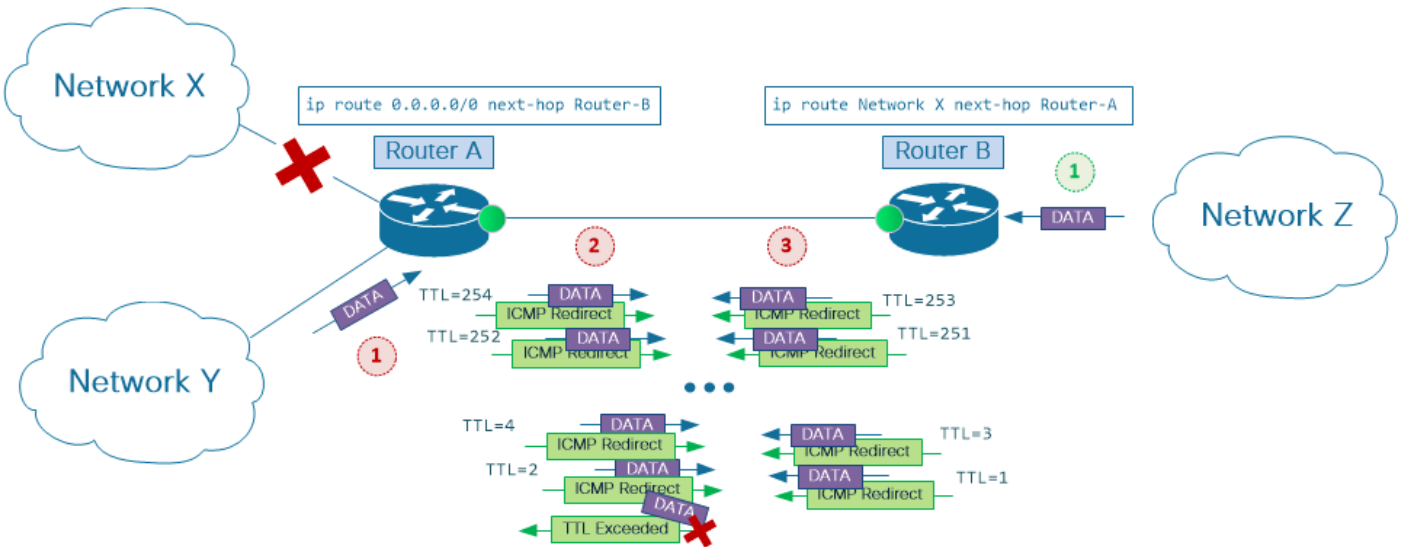 Network X
ip route 0.0.0.0/0 next-hop Router-B
ip route Network X next-hop Router-A
Router A
Router B
1
DATA
Network Z
2
3
DATA
1
Network Y
TTL=254
DATA
ICMP Redirect
DATA
ICMP Redirect
TTL=253
TTL=252
DATA
ICMP Redirect
DATA
ICMP Redirect
TTL=251
TTL=4
DATA
ICMP Redirect
DATA
ICMP Redirect
TTL=3
TTL=2
DATA
ICMP Redirect
DATA
ICMP Redirect
TTL=1
DATA
TTL Exceeded